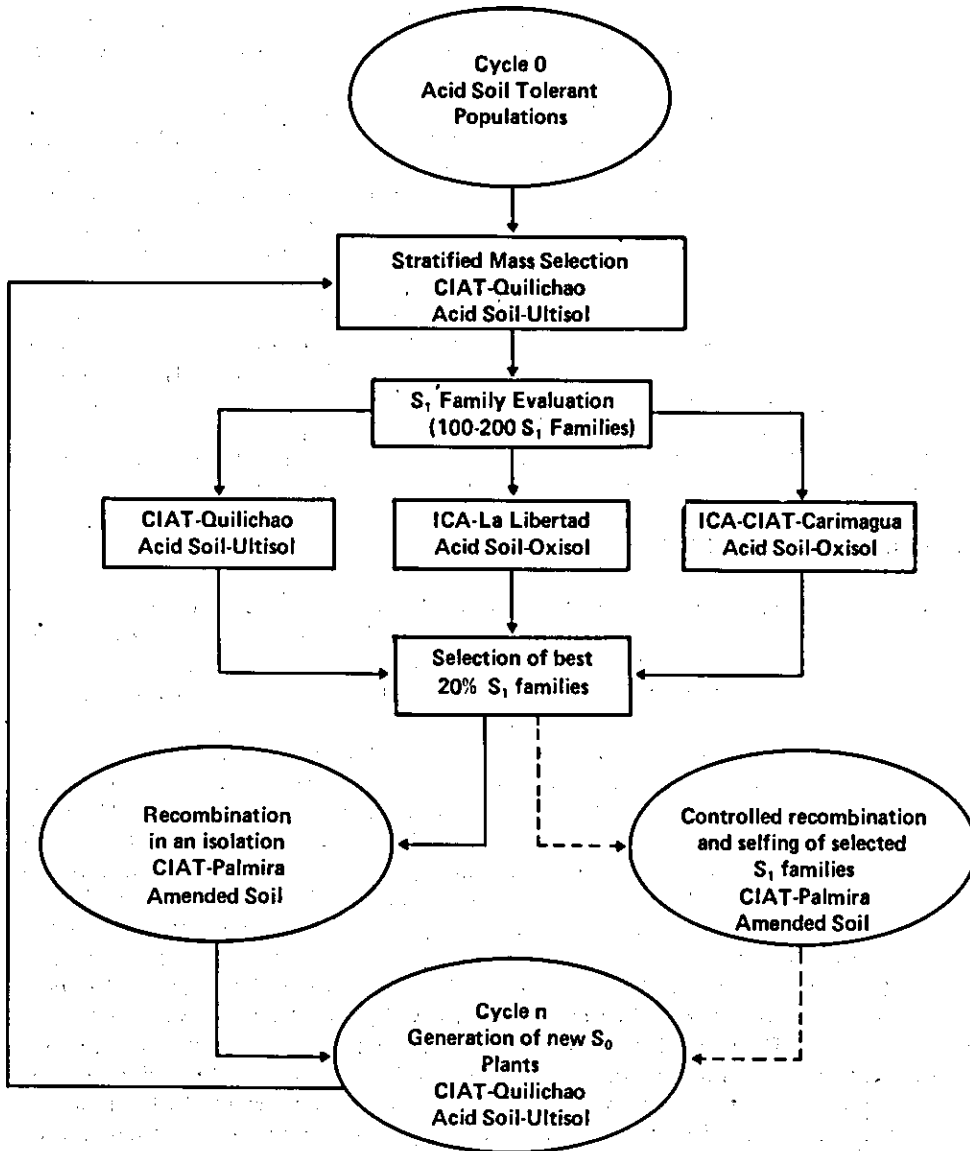 Cycle 0
Acid Soil Tolerant
Populations
Stratified Mass Selection
CIAT-Quilichao
Acid Soil-Ultisol
S₁ Family Evaluation
(100-200 S₁ Families)
CIAT-Quilichao
Acid Soil-Ultisol
ICA-La Libertad
Acid Soil-Oxisol
ICA-CIAT-Carimagua
Acid Soil-Oxisol
Selection of best
20% S₁ families
Recombination
in an isolation
CIAT-Palmira
Amended Soil
Controlled recombination
and selfing of selected
S₁ families
CIAT-Palmira
Amended Soil
Cycle n
Generation of new S₀
Plants
CIAT-Quilichao
Acid Soil-Ultisol